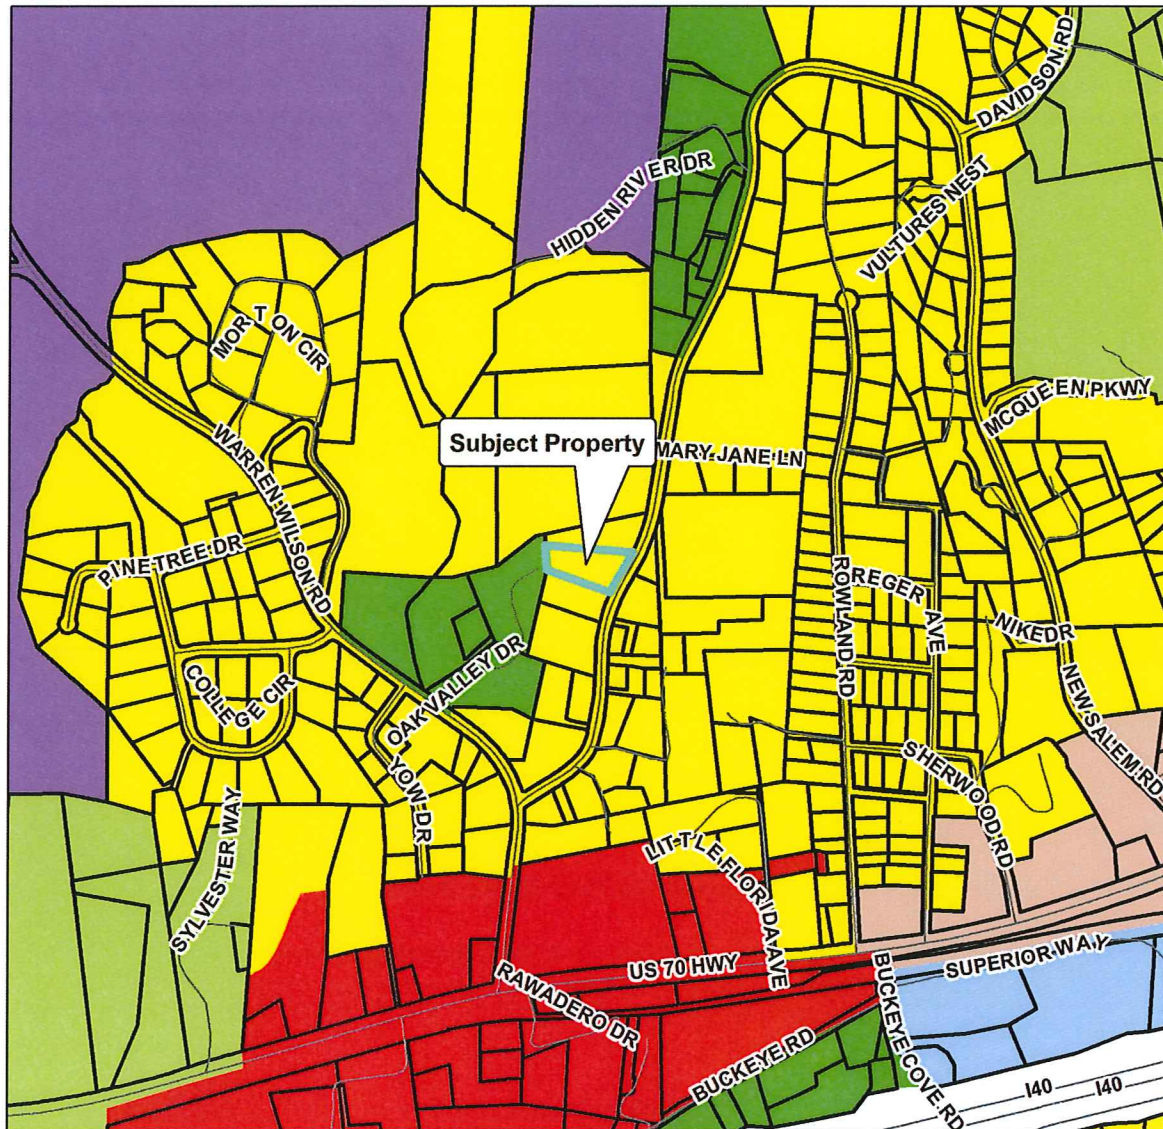 DAVIDSON RD
HIDDEN RIVER DR
VULTURES NEST
MORTON CIR
MCQUEEN PKWY
Subject Property
MARY JANE LN
WARREN WILSON RD
PINE TREE DR
ROWLAND RD
REGER AVE
NIKE DR
COLLEGE CIR
OAK VALLEY DR
NEW SALEM RD
YOW DR
SHERWOOD RD
SYLVESTER WAY
LITTLE FLORIDA AVE
US 70 HWY
SUPERIOR WAY
RAWADERO DR
BUCKEYE RD
BUCKEYE COVE RD
I40
I40